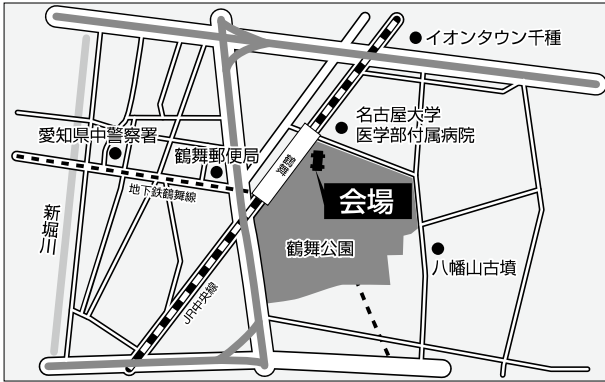 イオンタウン千種
名古屋大学
医学部付属病院
愛知県中警察署
鶴舞郵便局
鶴舞
地下鉄鶴舞線
会場
新堀川
鶴舞公園
八幡山古墳
JR中央線